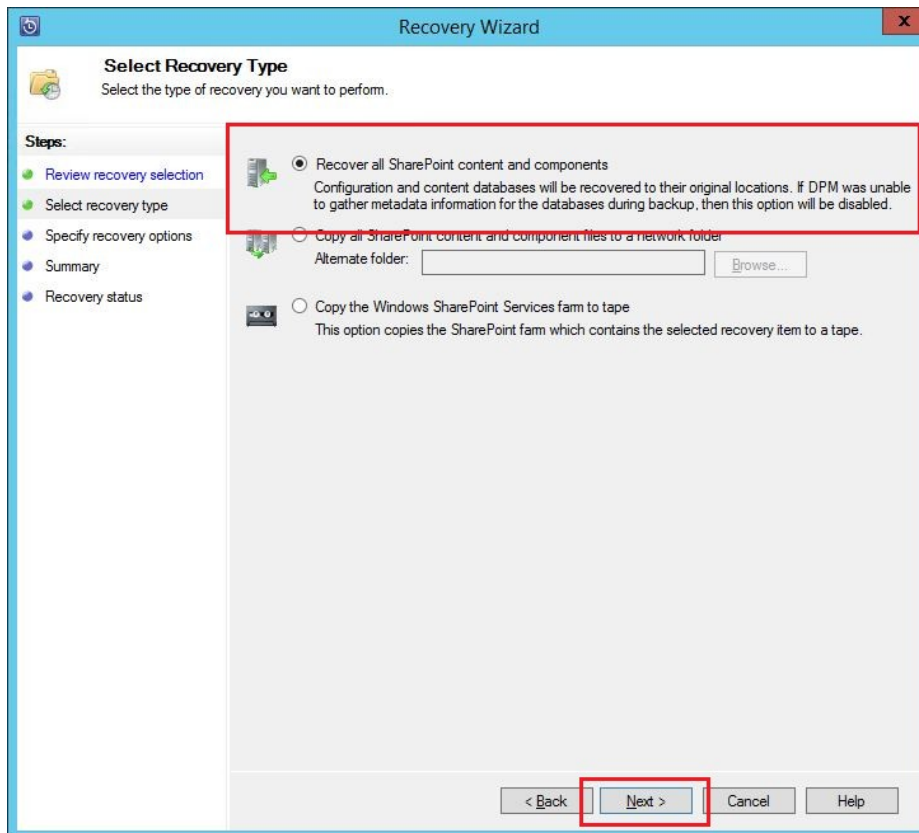 Recovery Wizard
x
Select Recovery Type
Select the type of recovery you want to perform.
Steps:
Review recovery selection
Select recovery type
Specify recovery options
Summary
Recovery status
Recover all SharePoint content and components
Configuration and content databases will be recovered to their original locations. If DPM was unable
to gather metadata information for the databases during backup, then this option will be disabled.
Copy all SharePoint content and component files to a network folder
Alternate folder:
Browse...
Copy the Windows SharePoint Services farm to tape
This option copies the SharePoint farm which contains the selected recovery item to a tape.
< Back
Next >
Cancel
Help